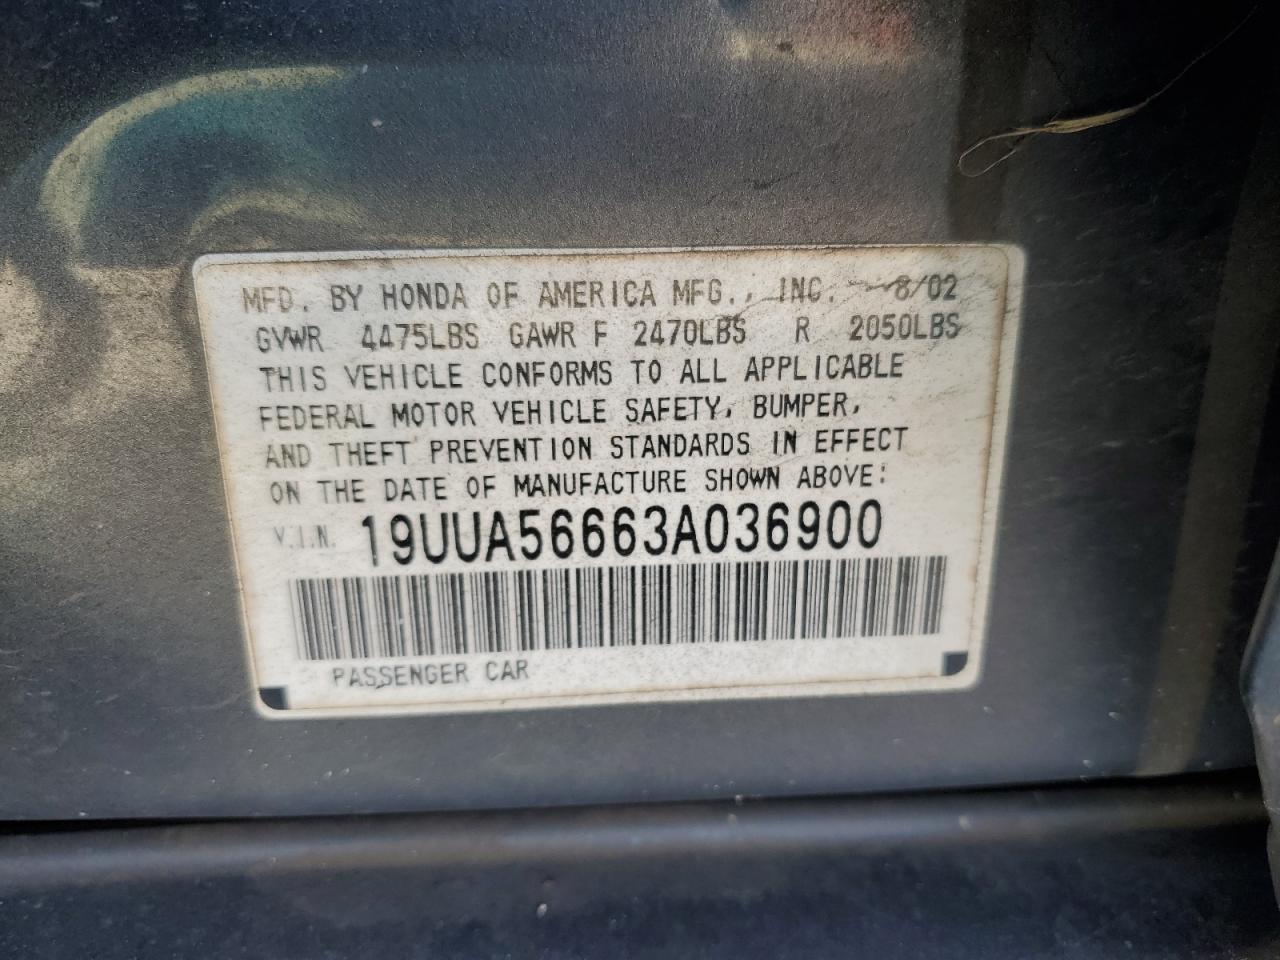 MFD. BY HONDA OF AMERICA MFG., INC. 8/02
GVWR 4475LBS GAWR F 2470LBS R 2050LBS
THIS VEHICLE CONFORMS TO ALL APPLICABLE
FEDERAL MOTOR VEHICLE SAFETY, BUMPER,
AND THEFT PREVENTION STANDARDS IN EFFECT
ON THE DATE OF MANUFACTURE SHOWN ABOVE:
V.I.N. 19UUA56663A036900
PASSENGER CAR